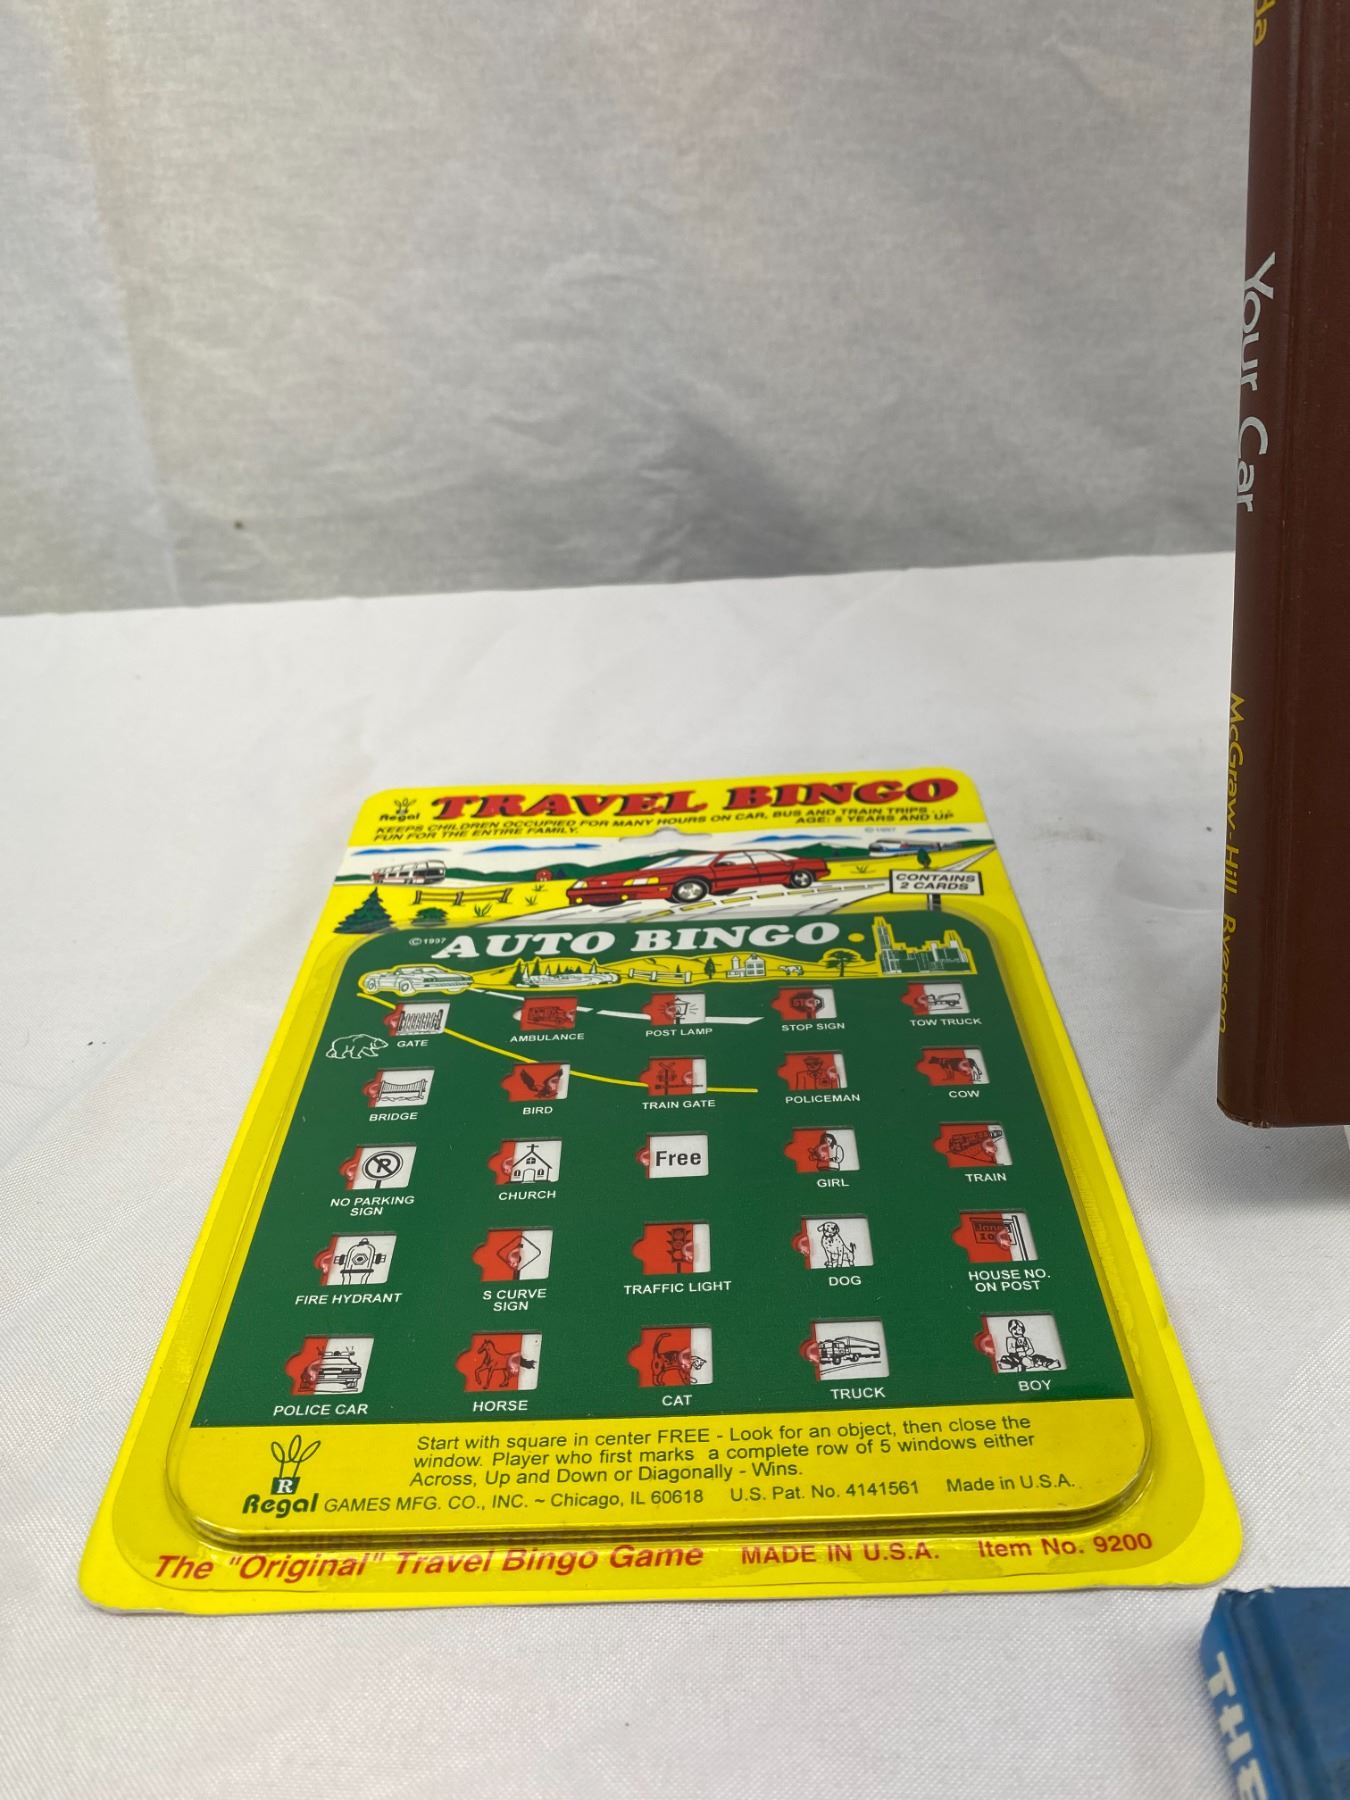 Regal
TRAVEL BINGO
KEEPS CHILDREN OCCUPIED FOR MANY HOURS ON CAR, BUS AND TRAIN TRIPS . . .
FUN FOR THE ENTIRE FAMILY.
AGE: 5 YEARS AND UP
©1997
CONTAINS
2 CARDS
©1997
AUTO BINGO
STOP
GATE
AMBULANCE
POST LAMP
STOP SIGN
TOW TRUCK
BRIDGE
BIRD
TRAIN GATE
POLICEMAN
COW
Free
NO PARKING
SIGN
CHURCH
GIRL
TRAIN
Jones
10
FIRE HYDRANT
S CURVE
SIGN
TRAFFIC LIGHT
DOG
HOUSE NO.
ON POST
POLICE CAR
HORSE
CAT
TRUCK
BOY
Start with square in center FREE - Look for an object, then close the
window. Player who first marks a complete row of 5 windows either
Across, Up and Down or Diagonally - Wins.
R
Regal GAMES MFG. CO., INC. ~ Chicago, IL 60618 U.S. Pat. No. 4141561 Made in U.S.A.
The "Original" Travel Bingo Game MADE IN U.S.A. Item No. 9200
Your Car
McGraw-Hill Ryerson
THE